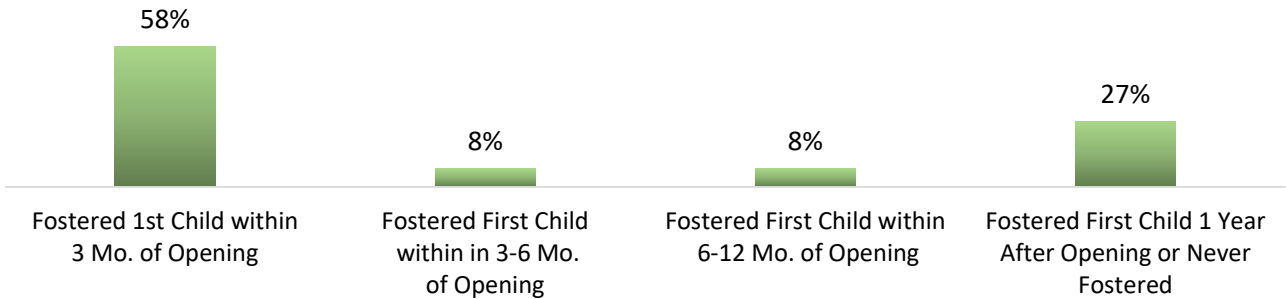 58%
8%
8%
27%
Fostered 1st Child within
3 Mo. of Opening
Fostered First Child
within in 3-6 Mo.
of Opening
Fostered First Child within
6-12 Mo. of Opening
Fostered First Child 1 Year
After Opening or Never
Fostered